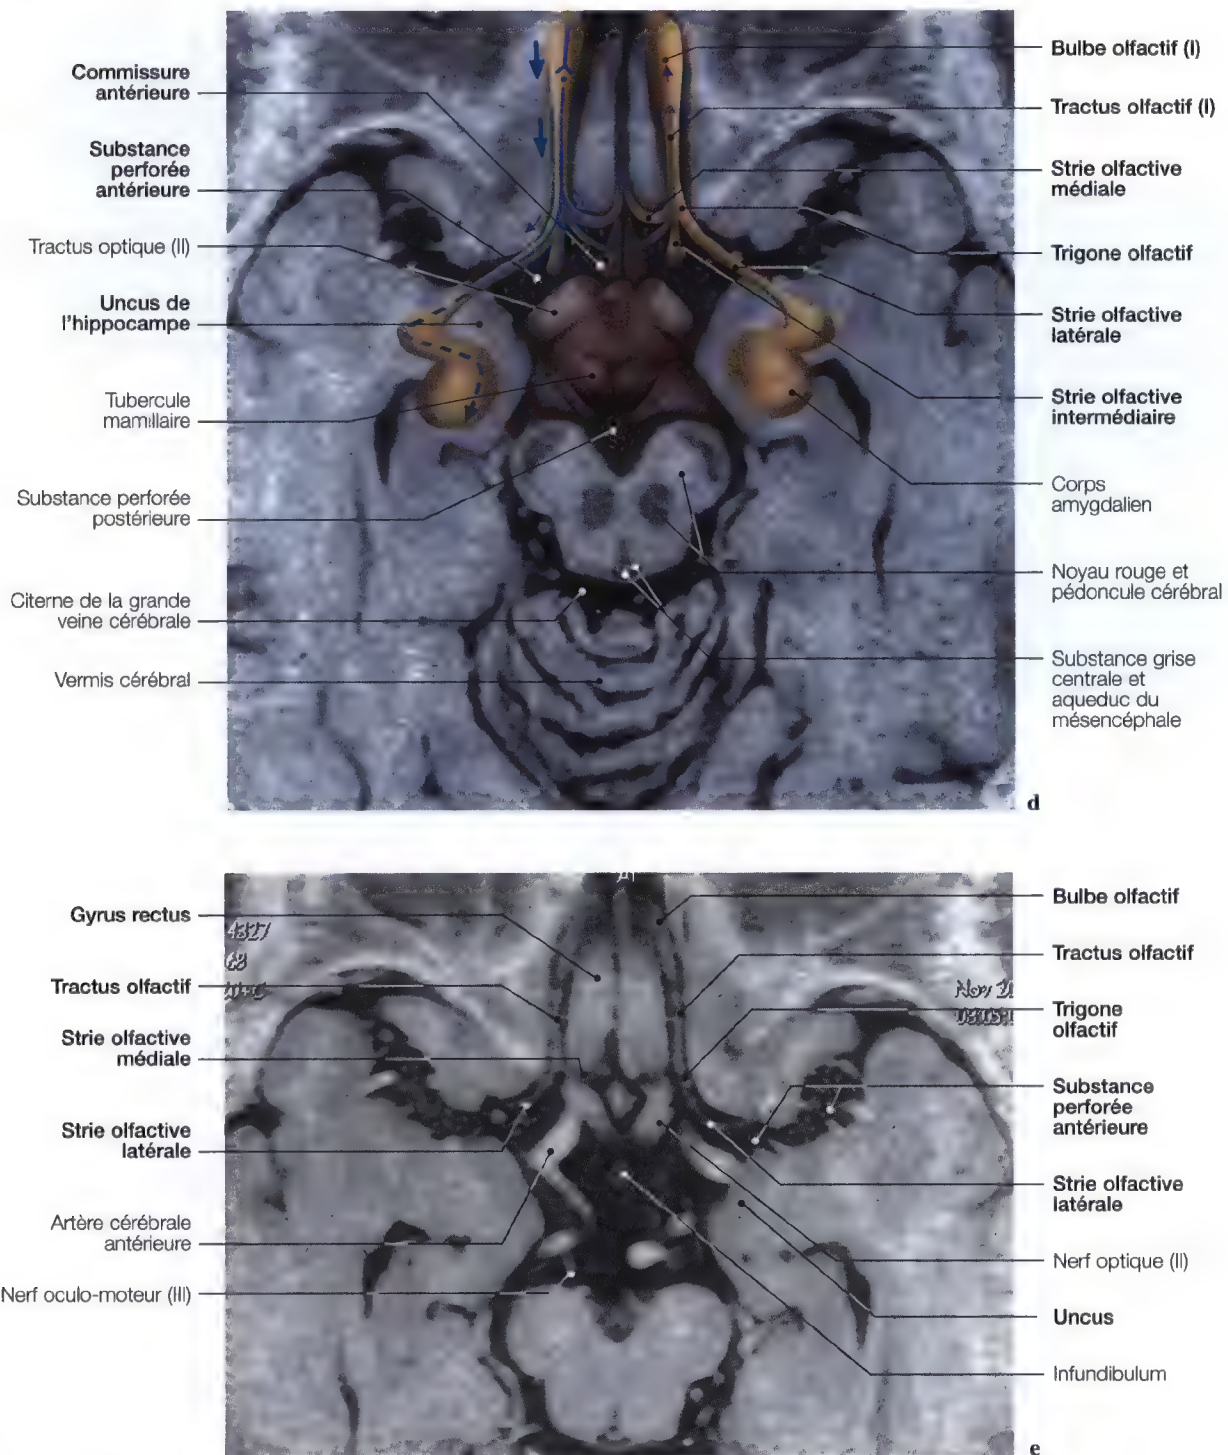 Commissure
antérieure
Substance
perforée
antérieure
Tractus optique (II)
Uncus de
l'hippocampe
Tubercule
mamillaire
Substance perforée
postérieure
Citerne de la grande
veine cérébrale
Vermis cérébral
Bulbe olfactif (I)
Tractus olfactif (I)
Strie olfactive
médiale
Trigone olfactif
Strie olfactive
latérale
Strie olfactive
intermédiaire
Corps
amygdalien
Noyau rouge et
pédoncule cérébral
Substance grise
centrale et
aqueduc du
mésencéphale
d
Gyrus rectus
4327
68
Tractus olfactif
Strie olfactive
médiale
Strie olfactive
latérale
Artère cérébrale
antérieure
Nerf oculo-moteur (III)
Bulbe olfactif
Tractus olfactif
Nov
Trigone
olfactif
Substance
perforée
antérieure
Strie olfactive
latérale
Nerf optique (II)
Uncus
Infundibulum
e